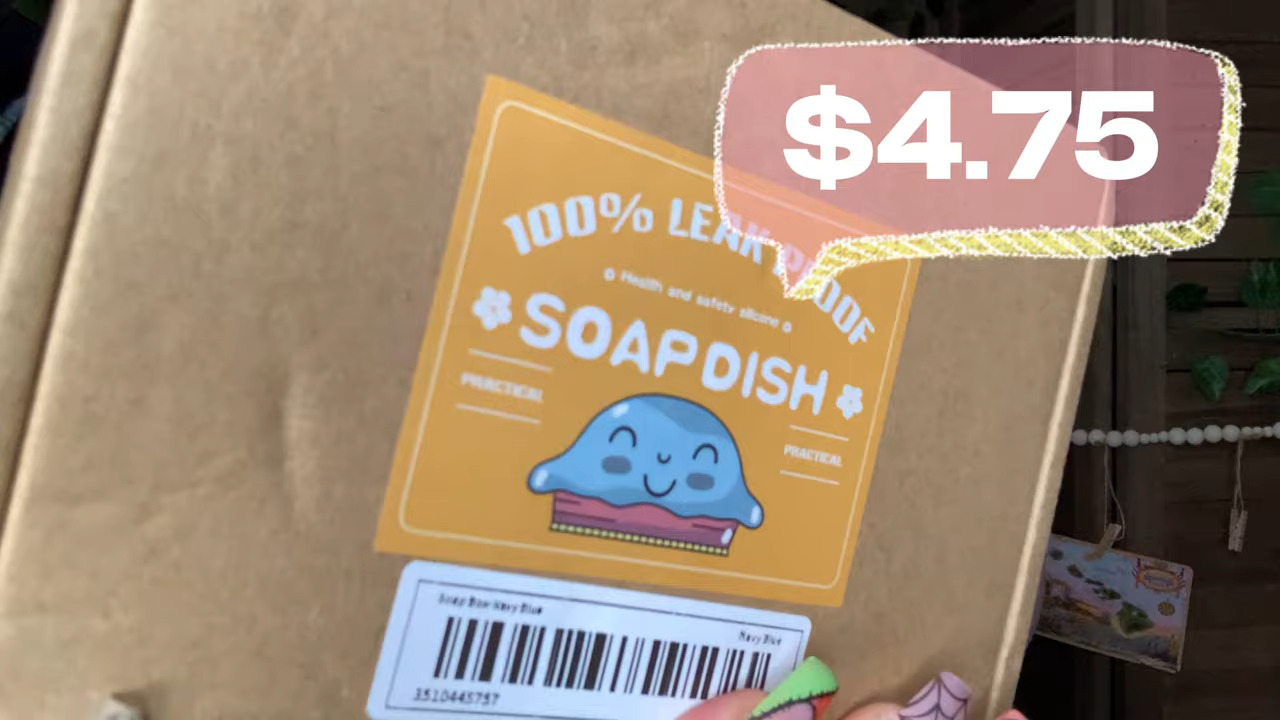 $4.75
100% LEAK PROOF
Health and safety silicone
SOAP DISH
PRACTICAL
PRACTICAL
Soap Box-Navy Blue
Navy Blue
3510445757